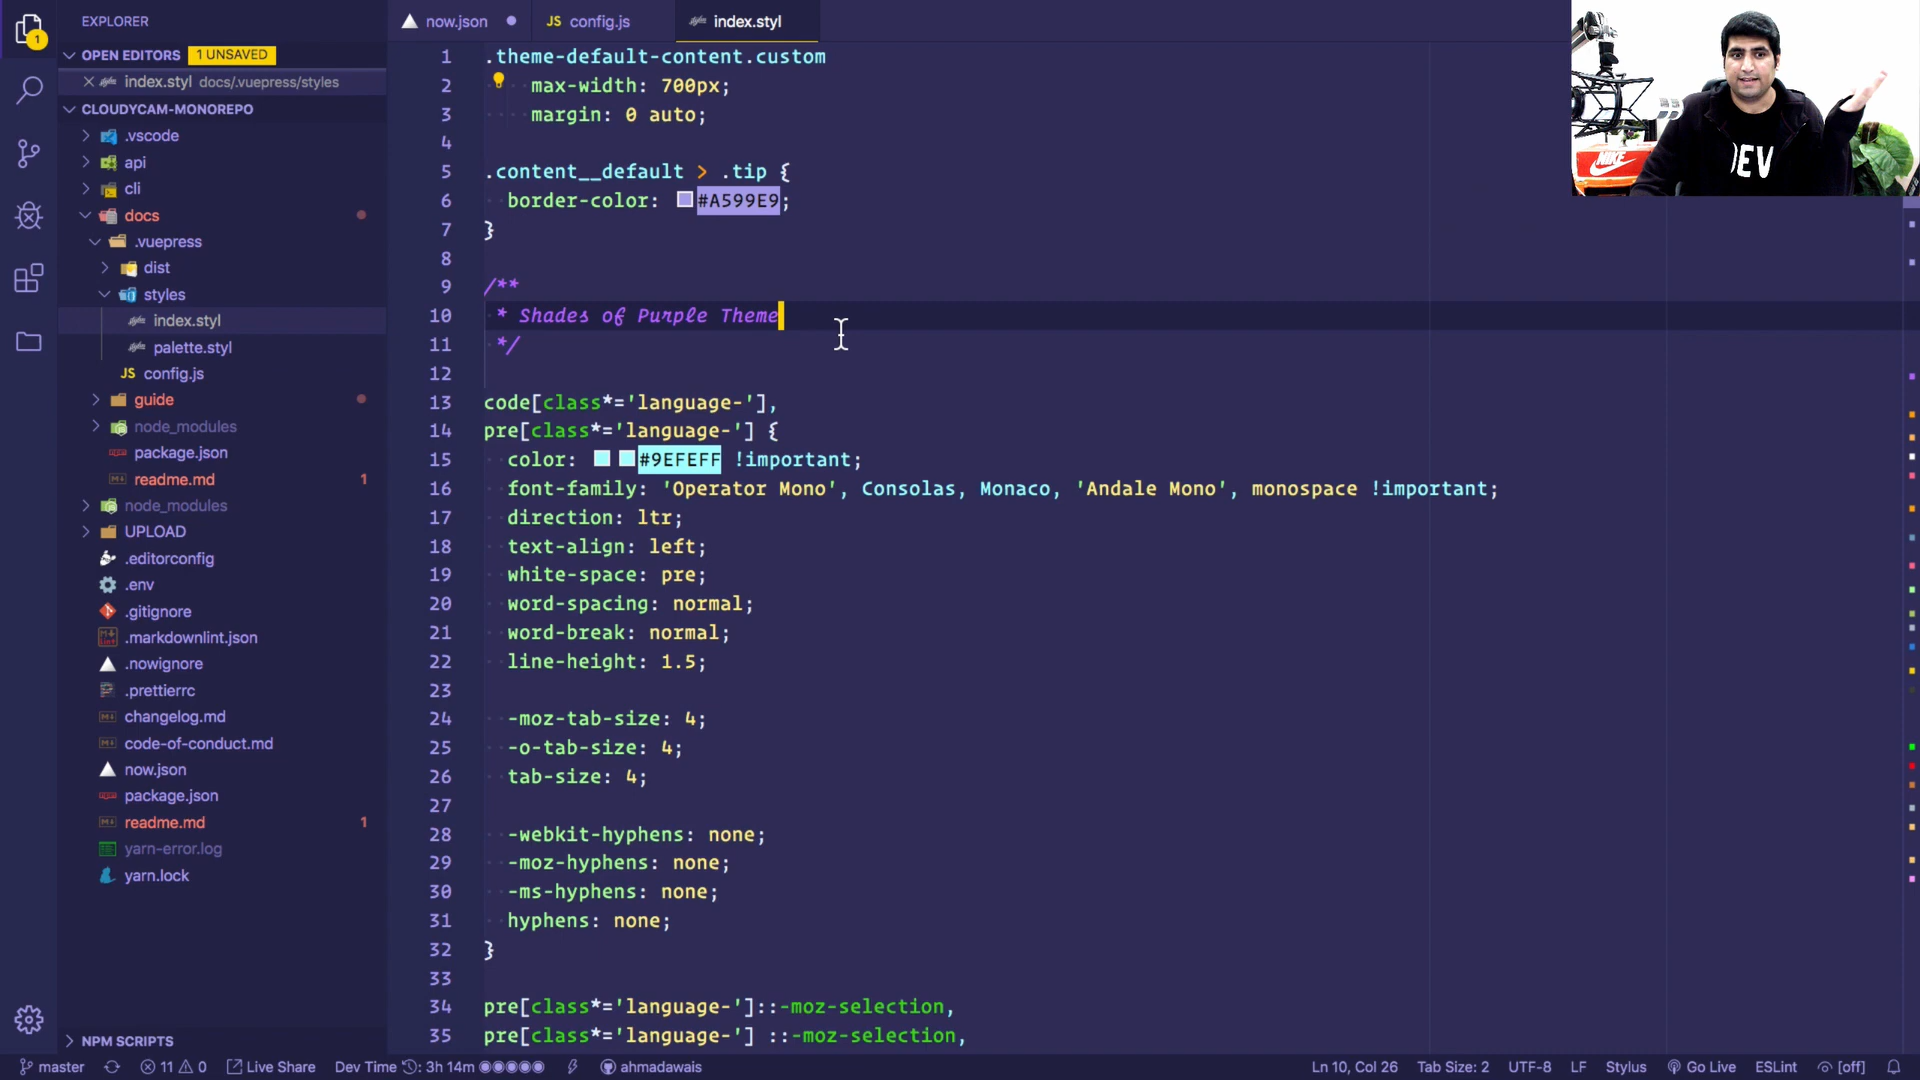 EXPLORER
OPEN EDITORS 1 UNSAVED
index.styl docs/.vuepress/styles
CLOUDYCAM-MONOREPO
.vscode
api
cli
docs
.vuepress
dist
styles
index.styl
palette.styl
JS config.js
guide
node_modules
package.json
readme.md 1
node_modules
UPLOAD
.editorconfig
.env
.gitignore
.markdownlint.json
.nowignore
.prettierrc
changelog.md
code-of-conduct.md
now.json
package.json
readme.md 1
yarn-error.log
yarn.lock
NPM SCRIPTS
now.json
JS config.js
index.styl
1 .theme-default-content.custom
2 max-width: 700px;
3 margin: 0 auto;
4
5 .content__default > .tip {
6 border-color: #A599E9;
7 }
8
9 /**
10 * Shades of Purple Theme
11 */
12
13 code[class*='language-'],
14 pre[class*='language-'] {
15 color: #9EFEFF !important;
16 font-family: 'Operator Mono', Consolas, Monaco, 'Andale Mono', monospace !important;
17 direction: ltr;
18 text-align: left;
19 white-space: pre;
20 word-spacing: normal;
21 word-break: normal;
22 line-height: 1.5;
23
24 -moz-tab-size: 4;
25 -o-tab-size: 4;
26 tab-size: 4;
27
28 -webkit-hyphens: none;
29 -moz-hyphens: none;
30 -ms-hyphens: none;
31 hyphens: none;
32 }
33
34 pre[class*='language-']::-moz-selection,
35 pre[class*='language-'] ::-moz-selection,
NIKE
DEV
master 11 0 Live Share Dev Time : 3h 14m ahmadawais Ln 10, Col 26 Tab Size: 2 UTF-8 LF Stylus Go Live ESLint [off]